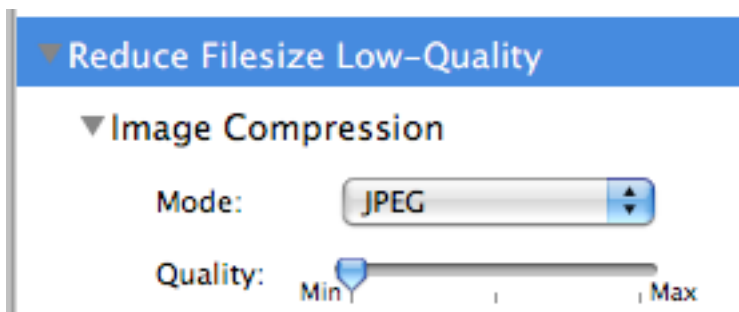 Reduce Filesize Low-Quality
Image Compression
Mode: JPEG
Quality: Min Max